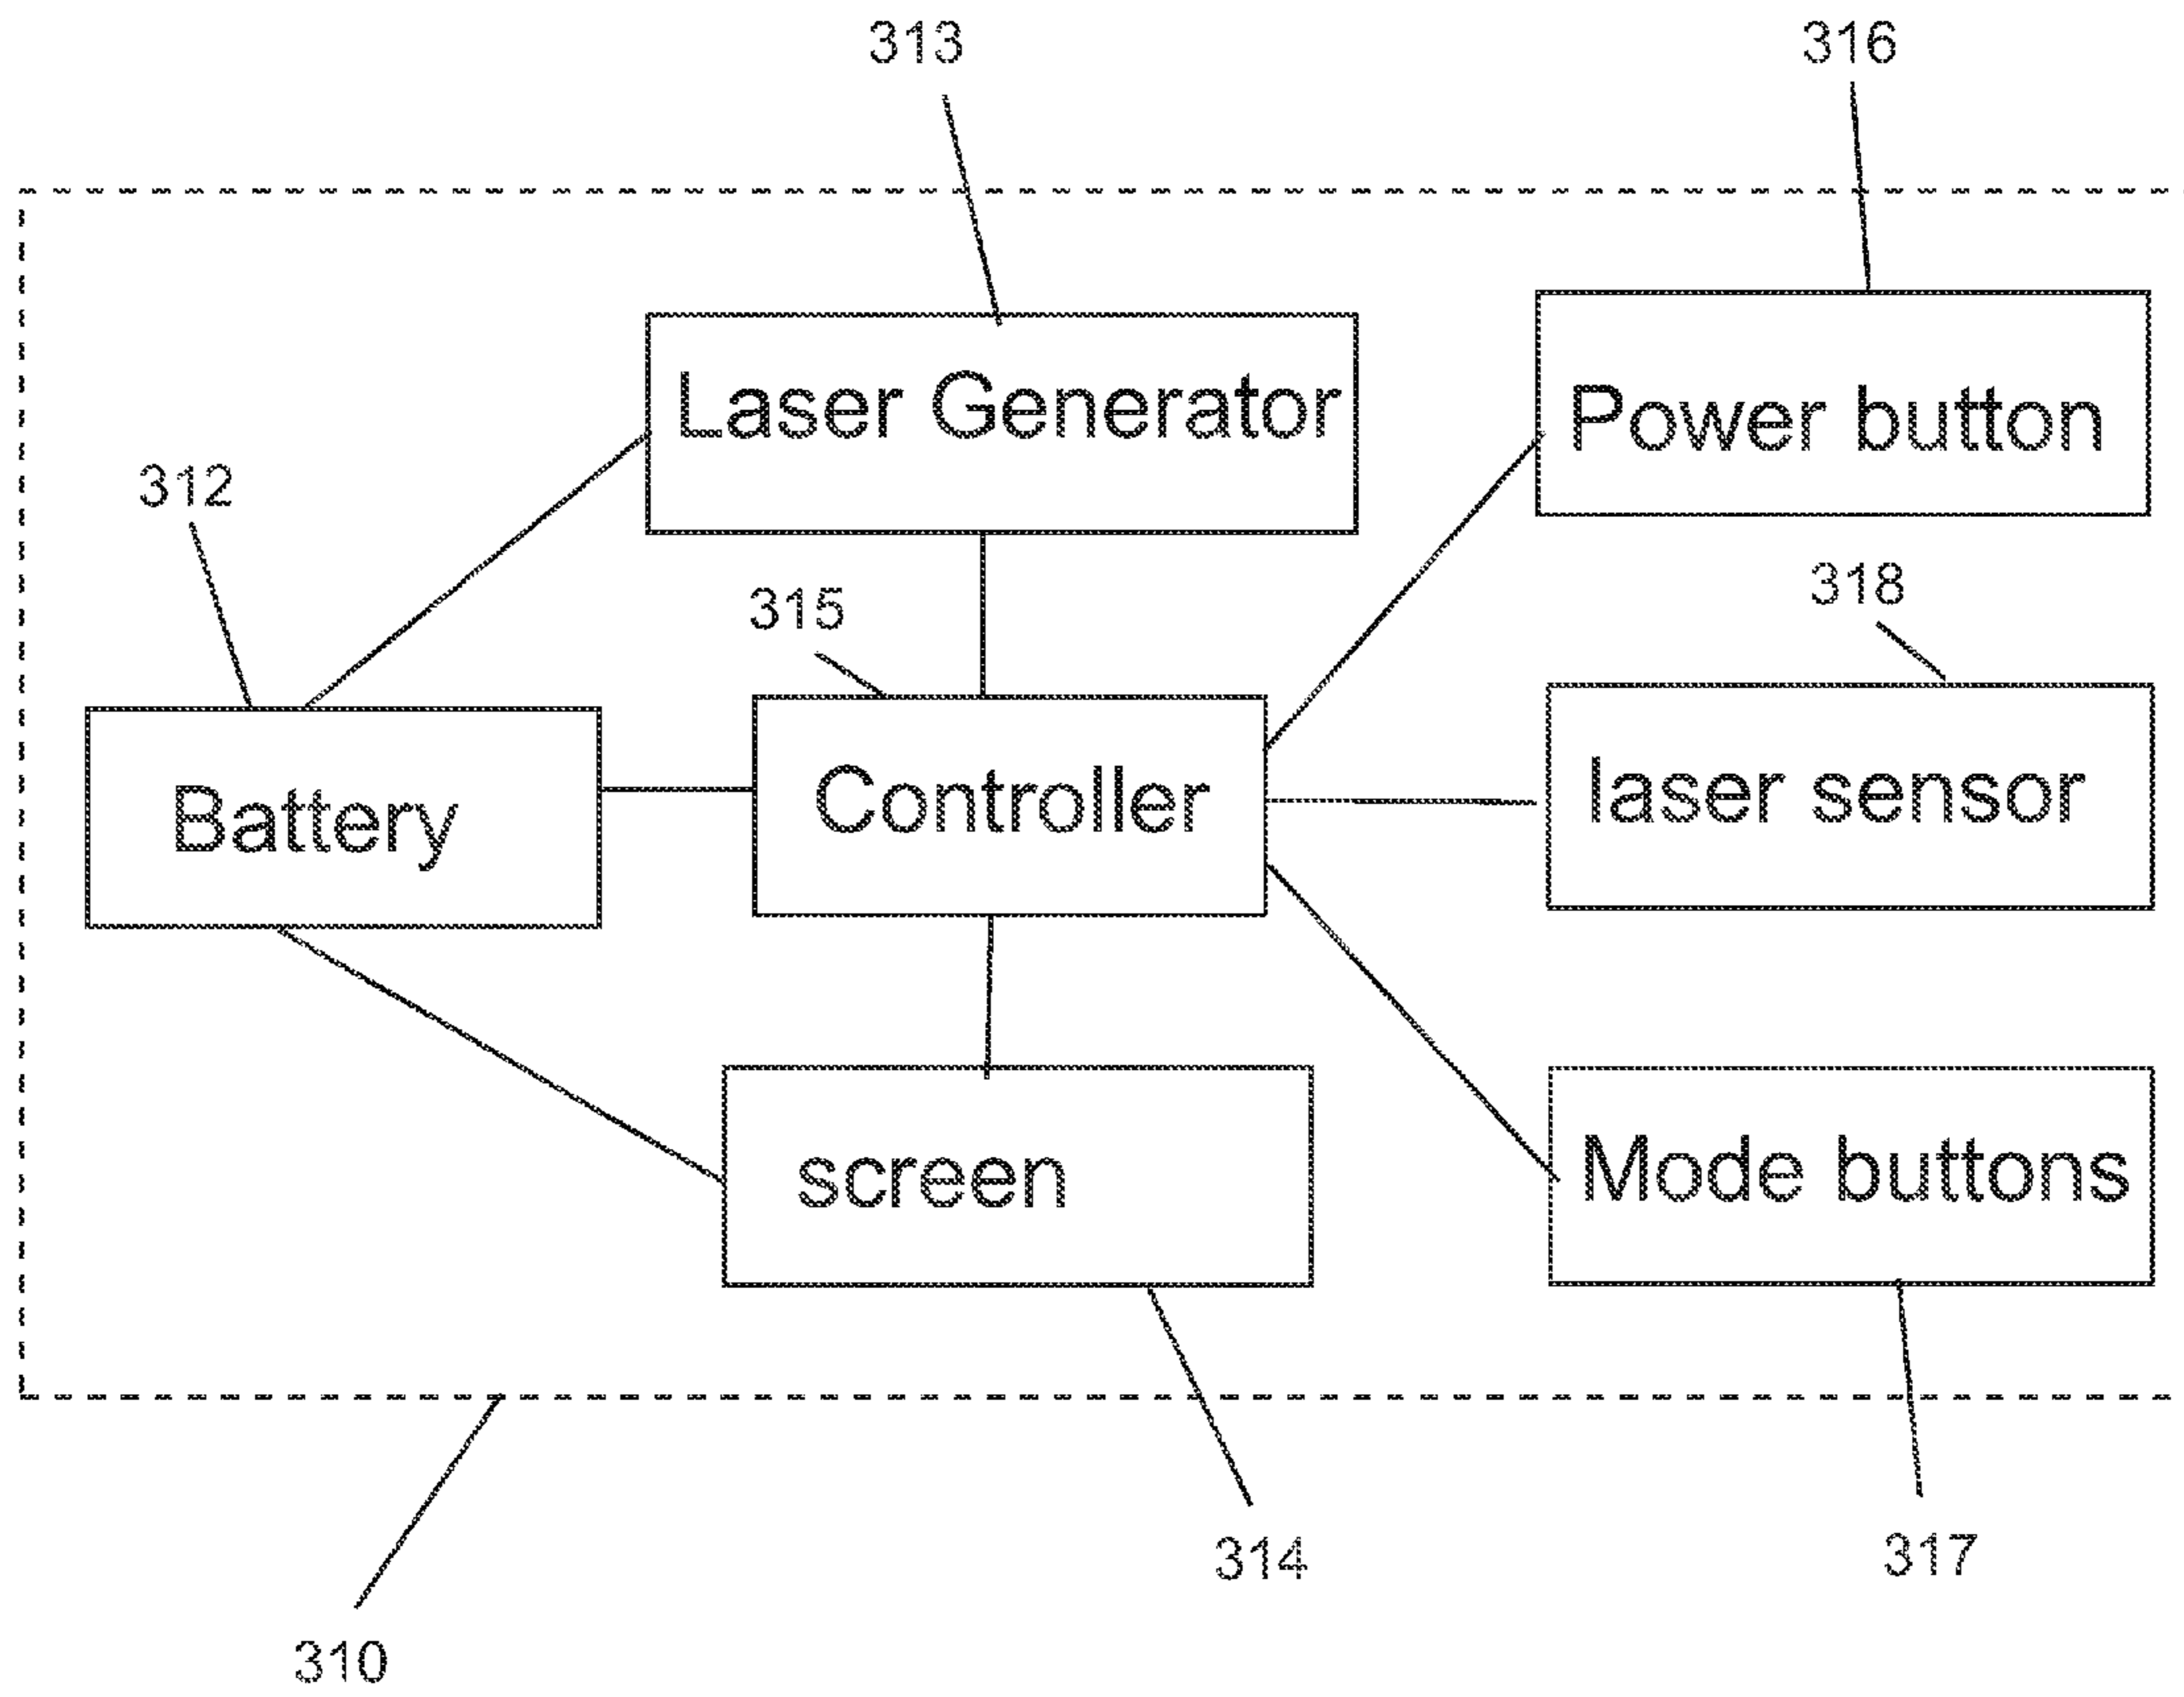 313
316
Laser Generator
Power button
312
318
315
Battery
Controller
laser sensor
screen
Mode buttons
314
317
310